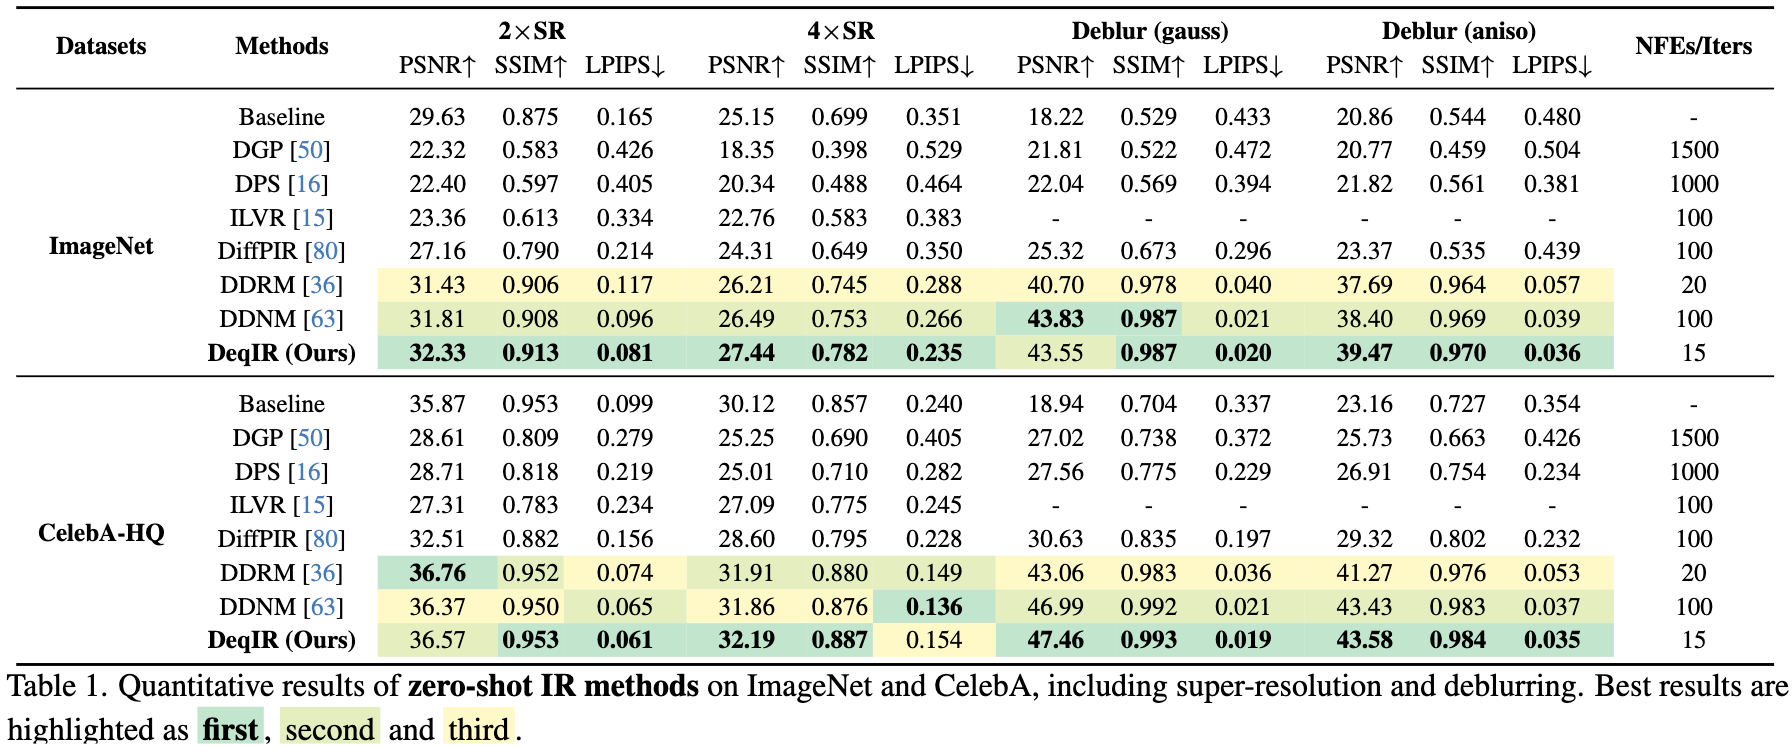 Datasets Methods 2×SR 4×SR Deblur (gauss) Deblur (aniso) NFEs/Iters
PSNR↑ SSIM↑ LPIPS↓ PSNR↑ SSIM↑ LPIPS↓ PSNR↑ SSIM↑ LPIPS↓ PSNR↑ SSIM↑ LPIPS↓
ImageNet
Baseline 29.63 0.875 0.165 25.15 0.699 0.351 18.22 0.529 0.433 20.86 0.544 0.480 -
DGP [50] 22.32 0.583 0.426 18.35 0.398 0.529 21.81 0.522 0.472 20.77 0.459 0.504 1500
DPS [16] 22.40 0.597 0.405 20.34 0.488 0.464 22.04 0.569 0.394 21.82 0.561 0.381 1000
ILVR [15] 23.36 0.613 0.334 22.76 0.583 0.383 - - - - - - 100
DiffPIR [80] 27.16 0.790 0.214 24.31 0.649 0.350 25.32 0.673 0.296 23.37 0.535 0.439 100
DDRM [36] 31.43 0.906 0.117 26.21 0.745 0.288 40.70 0.978 0.040 37.69 0.964 0.057 20
DDNM [63] 31.81 0.908 0.096 26.49 0.753 0.266 43.83 0.987 0.021 38.40 0.969 0.039 100
DeqIR (Ours) 32.33 0.913 0.081 27.44 0.782 0.235 43.55 0.987 0.020 39.47 0.970 0.036 15
CelebA-HQ
Baseline 35.87 0.953 0.099 30.12 0.857 0.240 18.94 0.704 0.337 23.16 0.727 0.354 -
DGP [50] 28.61 0.809 0.279 25.25 0.690 0.405 27.02 0.738 0.372 25.73 0.663 0.426 1500
DPS [16] 28.71 0.818 0.219 25.01 0.710 0.282 27.56 0.775 0.229 26.91 0.754 0.234 1000
ILVR [15] 27.31 0.783 0.234 27.09 0.775 0.245 - - - - - - 100
DiffPIR [80] 32.51 0.882 0.156 28.60 0.795 0.228 30.63 0.835 0.197 29.32 0.802 0.232 100
DDRM [36] 36.76 0.952 0.074 31.91 0.880 0.149 43.06 0.983 0.036 41.27 0.976 0.053 20
DDNM [63] 36.37 0.950 0.065 31.86 0.876 0.136 46.99 0.992 0.021 43.43 0.983 0.037 100
DeqIR (Ours) 36.57 0.953 0.061 32.19 0.887 0.154 47.46 0.993 0.019 43.58 0.984 0.035 15
Table 1. Quantitative results of zero-shot IR methods on ImageNet and CelebA, including super-resolution and deblurring. Best results are
highlighted as first, second and third.